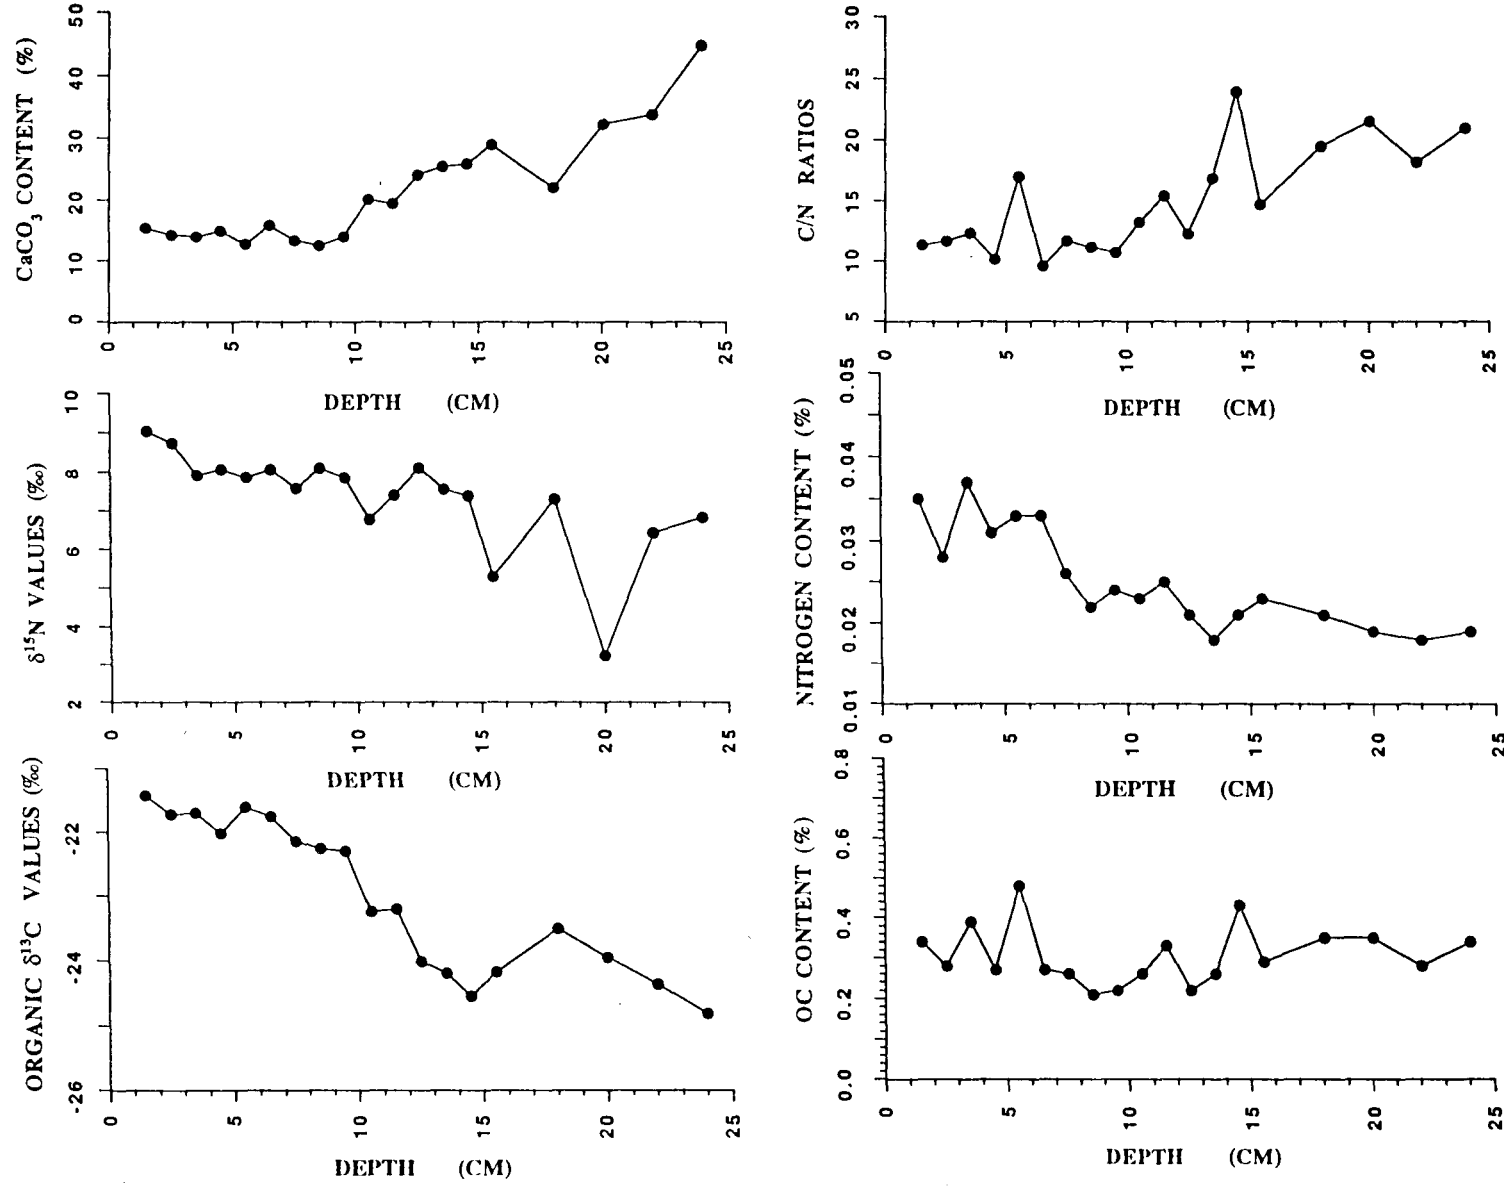 CaCO3 CONTENT (%)
50
40
30
20
10
0
0 5 10 15 20 25
DEPTH (CM)
C/N RATIOS
30
25
20
15
10
5
0 5 10 15 20 25
DEPTH (CM)
δ15N VALUES (‰)
10
8
6
4
2
0 5 10 15 20 25
DEPTH (CM)
NITROGEN CONTENT (%)
0.05
0.04
0.03
0.02
0.01
0 5 10 15 20 25
DEPTH (CM)
ORGANIC δ13C VALUES (‰)
-22
-24
-26
0 5 10 15 20 25
DEPTH (CM)
OC CONTENT (%)
0.8
0.6
0.4
0.2
0.0
0 5 10 15 20 25
DEPTH (CM)